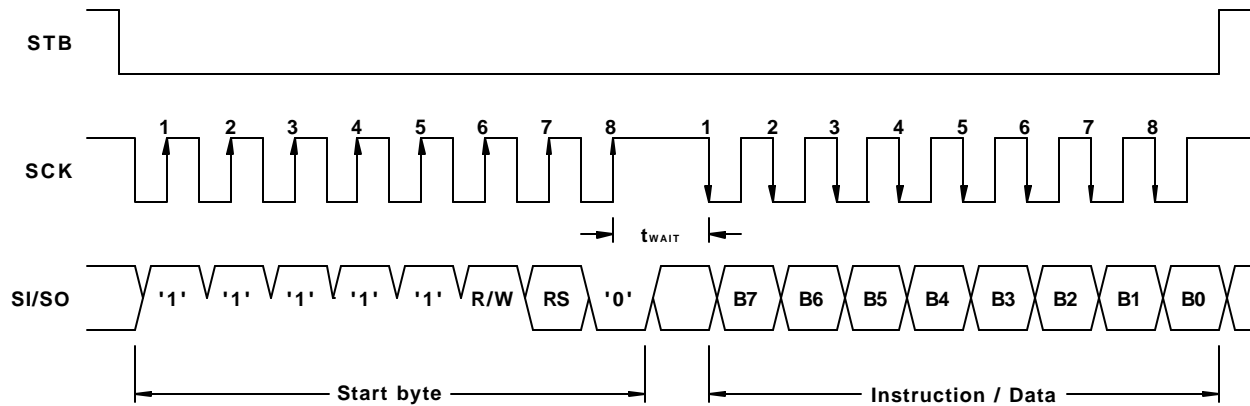 STB
1 2 3 4 5 6 7 8 1 2 3 4 5 6 7 8
SCK
tWAIT
SI/SO '1' '1' '1' '1' '1' R/W RS '0' B7 B6 B5 B4 B3 B2 B1 B0
Start byte Instruction / Data